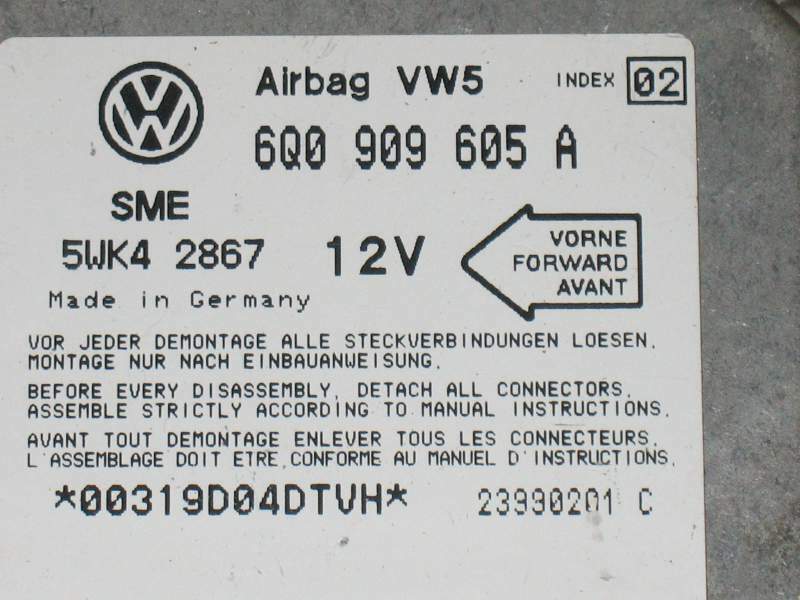 Airbag VW5 INDEX 02
6Q0 909 605 A
SME
5WK4 2867 12V
VORNE
FORWARD
AVANT
Made in Germany
VOR JEDER DEMONTAGE ALLE STECKVERBINDUNGEN LOESEN.
MONTAGE NUR NACH EINBAUANWEISUNG.
BEFORE EVERY DISASSEMBLY, DETACH ALL CONNECTORS.
ASSEMBLE STRICTLY ACCORDING TO MANUAL INSTRUCTIONS.
AVANT TOUT DEMONTAGE ENLEVER TOUS LES CONNECTEURS.
L'ASSEMBLAGE DOIT ETRE CONFORME AU MANUEL D'INSTRUCTIONS.
*00319D04DTVH* 23990201 C